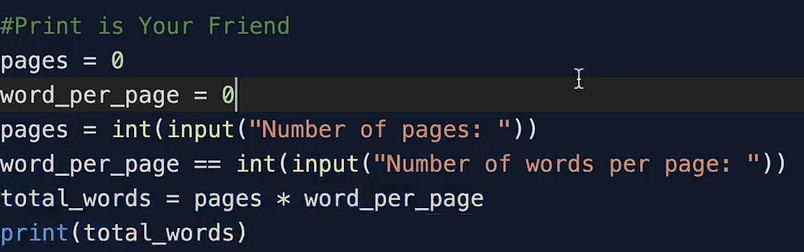 #Print is Your Friend
pages = 0
word_per_page = 0
pages = int(input("Number of pages: "))
word_per_page == int(input("Number of words per page: "))
total_words = pages * word_per_page
print(total_words)